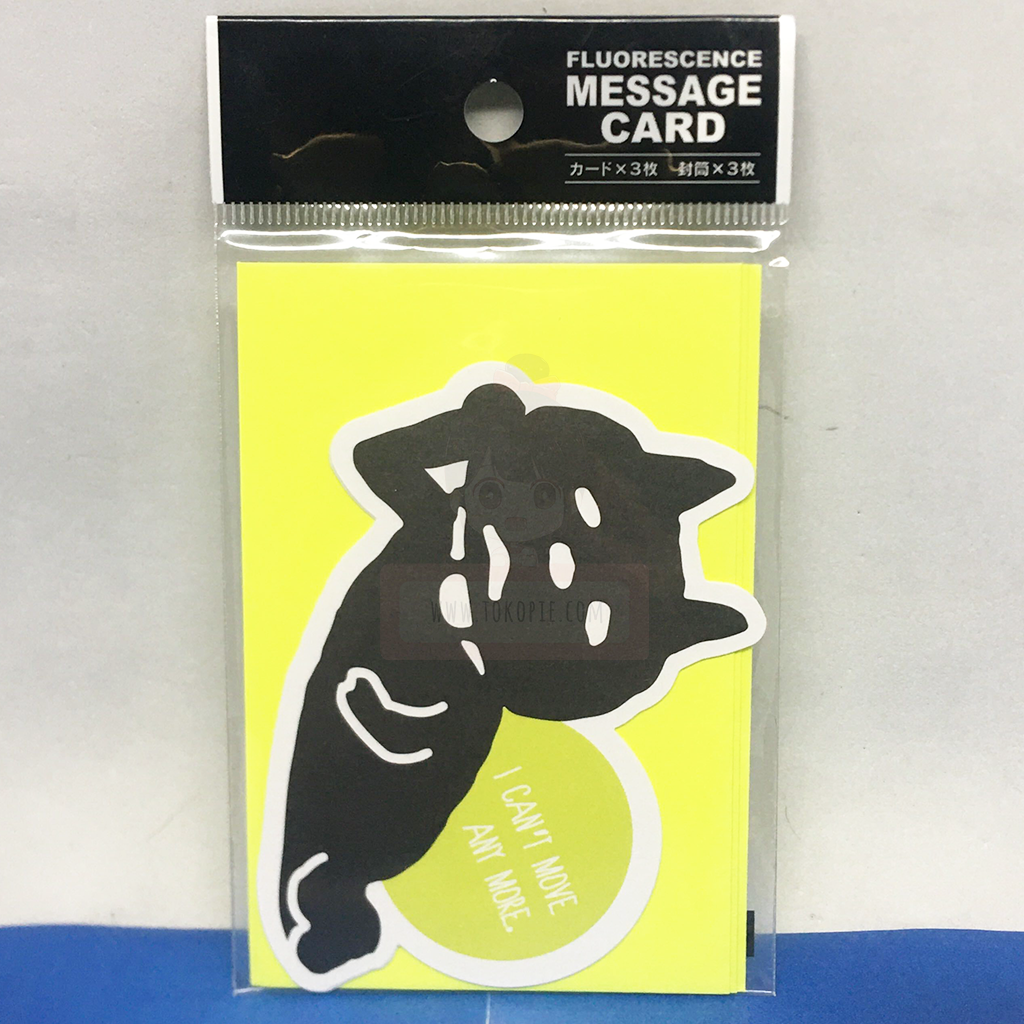 FLUORESCENCE
MESSAGE
CARD
カード×3枚 封筒×3枚
WWW.TOKOPIE.COM
I CAN'T MOVE
ANY MORE.